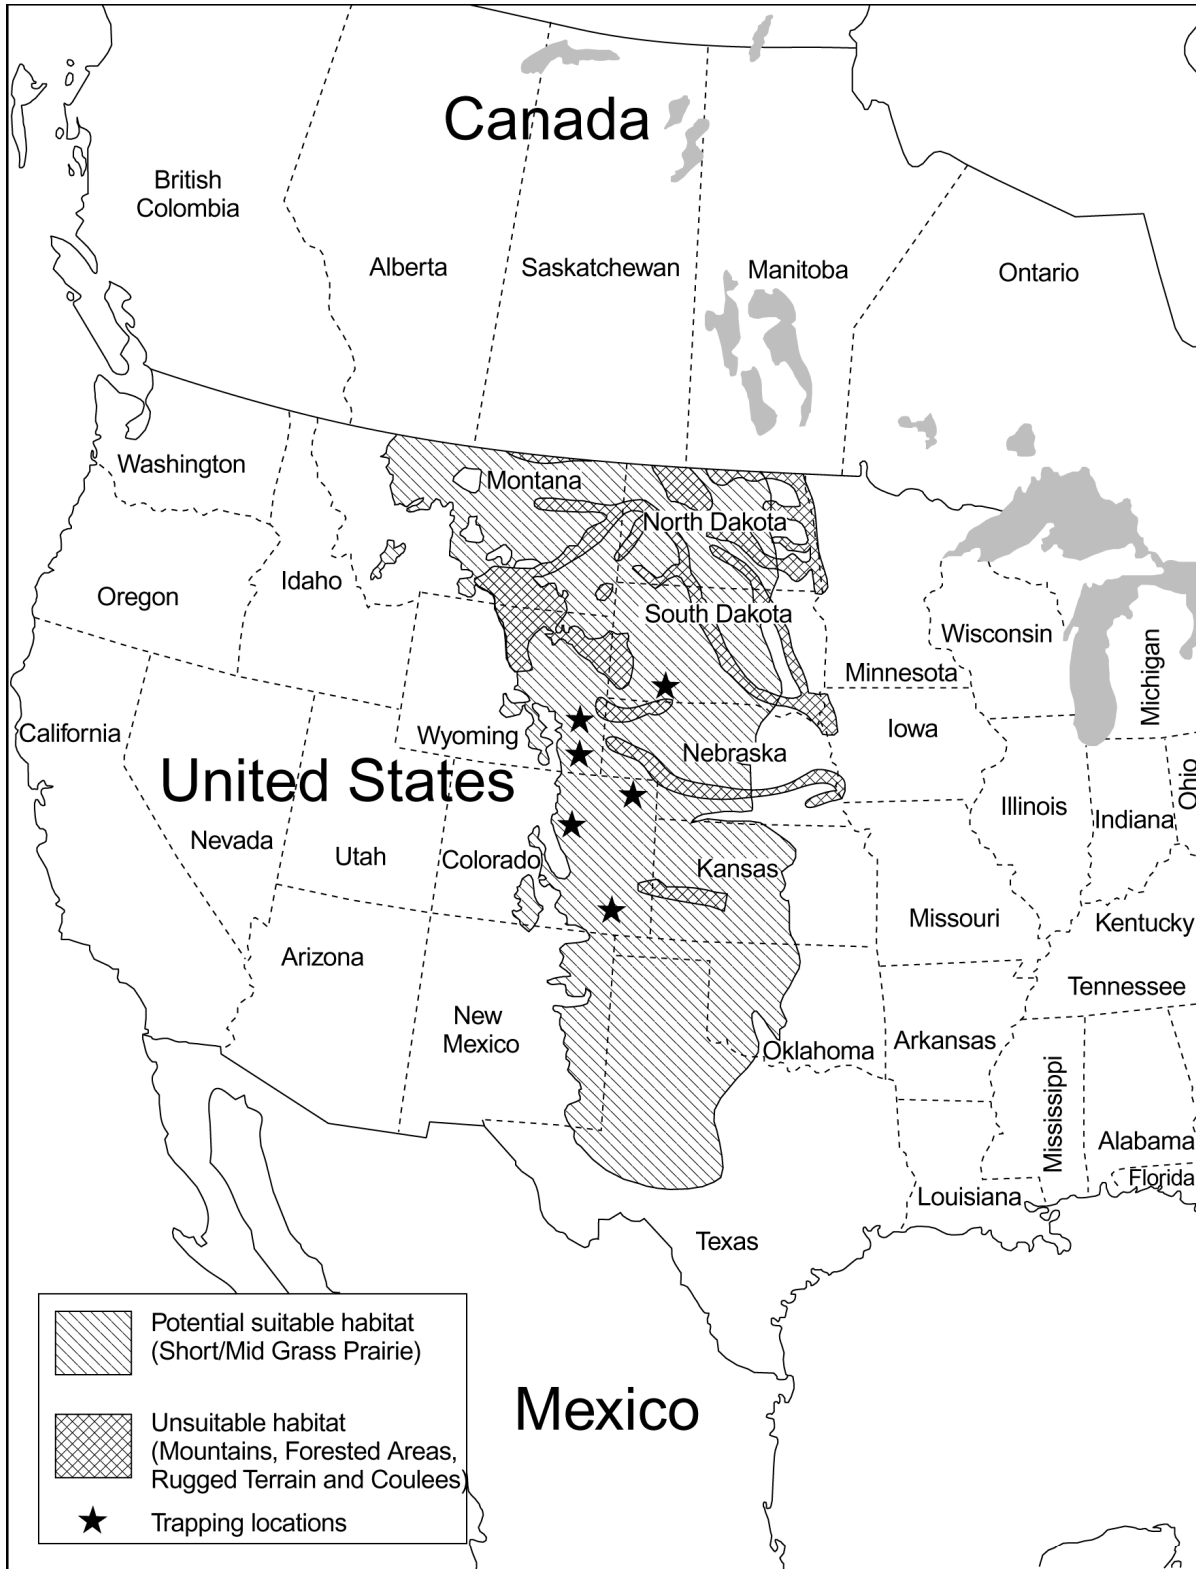 Canada
British
Colombia
Alberta
Saskatchewan
Manitoba
Ontario
Washington
Montana
North Dakota
Oregon
Idaho
South Dakota
Wisconsin
Minnesota
Michigan
California
Wyoming
Nebraska
Iowa
United States
Ohio
Illinois
Indiana
Nevada
Utah
Colorado
Kansas
Missouri
Kentucky
Arizona
Tennessee
New
Mexico
Oklahoma
Arkansas
Mississippi
Alabama
Florida
Louisiana
Texas
Mexico
Potential suitable habitat
(Short/Mid Grass Prairie)
Unsuitable habitat
(Mountains, Forested Areas,
Rugged Terrain and Coulees)
Trapping locations